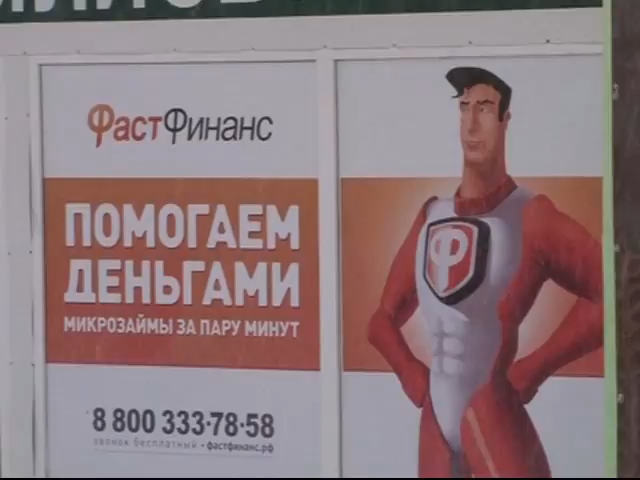 ФастФинанс
ПОМОГАЕМ
ДЕНЬГАМИ
МИКРОЗАЙМЫ ЗА ПАРУ МИНУТ
Ф
8 800 333-78-58
звонок бесплатный • фастфинанс.рф